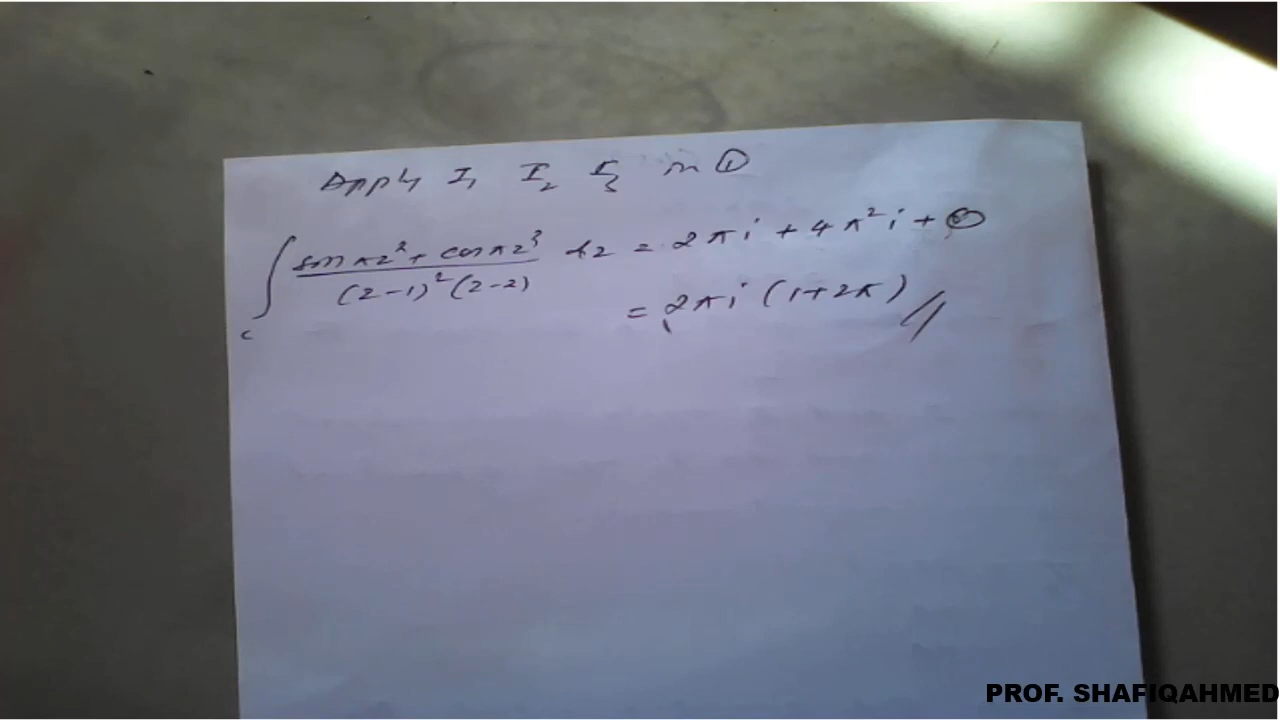 Apply I₁ I₂ I₃ in ①
∫c (sin πz² + cos πz³)/((z-1)²(z-2)) dz = 2πi + 4π²i +
= 2πi (1+2π) //
PROF. SHAFIQAHMED